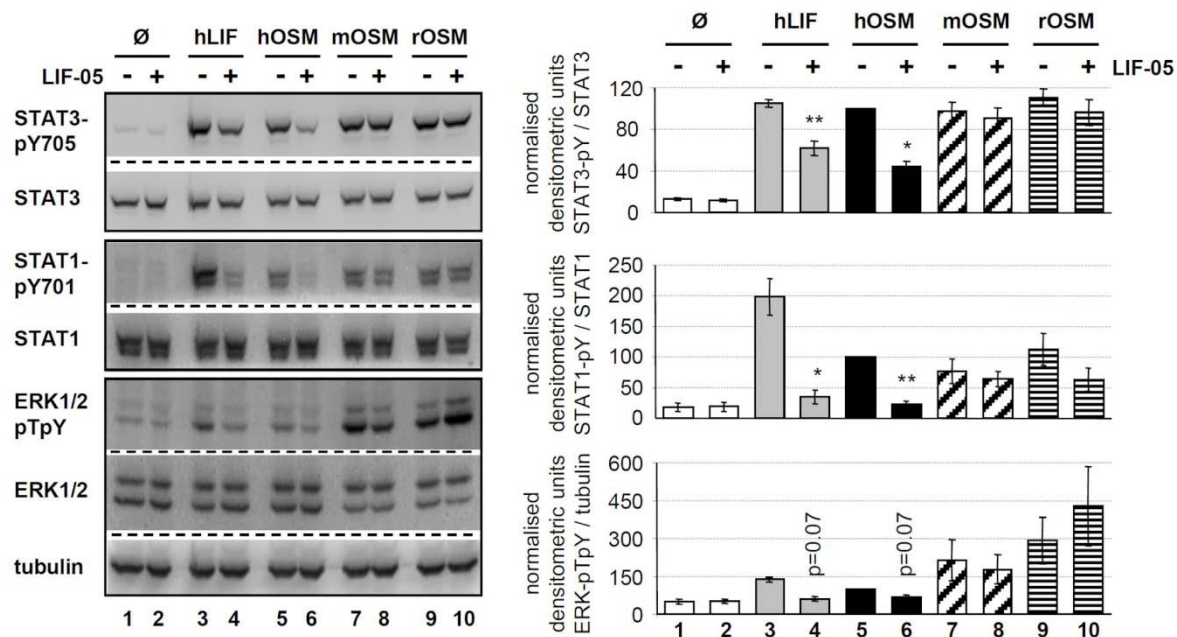 Ø hLIF hOSM mOSM rOSM
LIF-05 - + - + - + - + - +
STAT3-
pY705
STAT3
STAT1-
pY701
STAT1
ERK1/2
pTpY
ERK1/2
tubulin
1 2 3 4 5 6 7 8 9 10
Ø hLIF hOSM mOSM rOSM
- + - + - + - + - + LIF-05
normalised
densitometric units
STAT3-pY / STAT3
120
80
40
0
** *
normalised
densitometric units
STAT1-pY / STAT1
250
200
150
100
50
0
* **
normalised
densitometric units
ERK-pTpY / tubulin
600
450
300
150
0
p=0.07 p=0.07
1 2 3 4 5 6 7 8 9 10